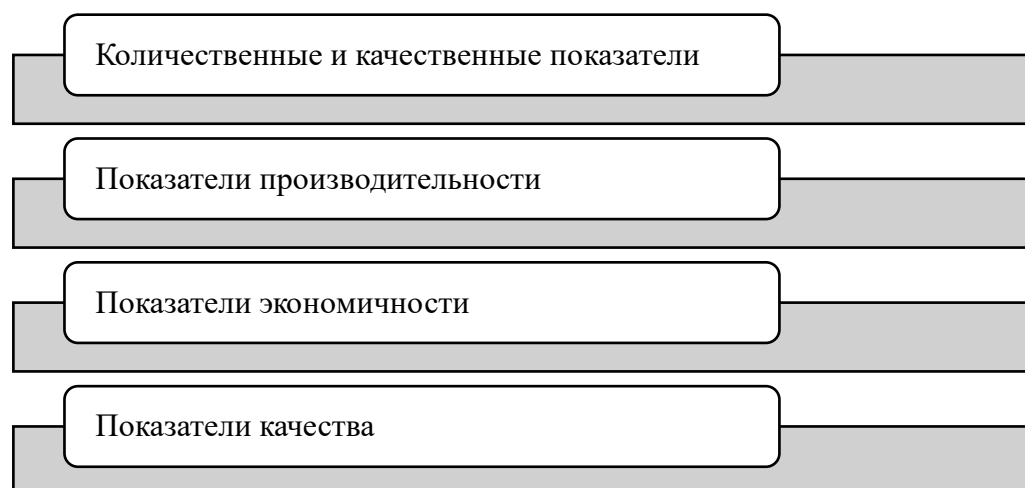 Количественные и качественные показатели
Показатели производительности
Показатели экономичности
Показатели качества